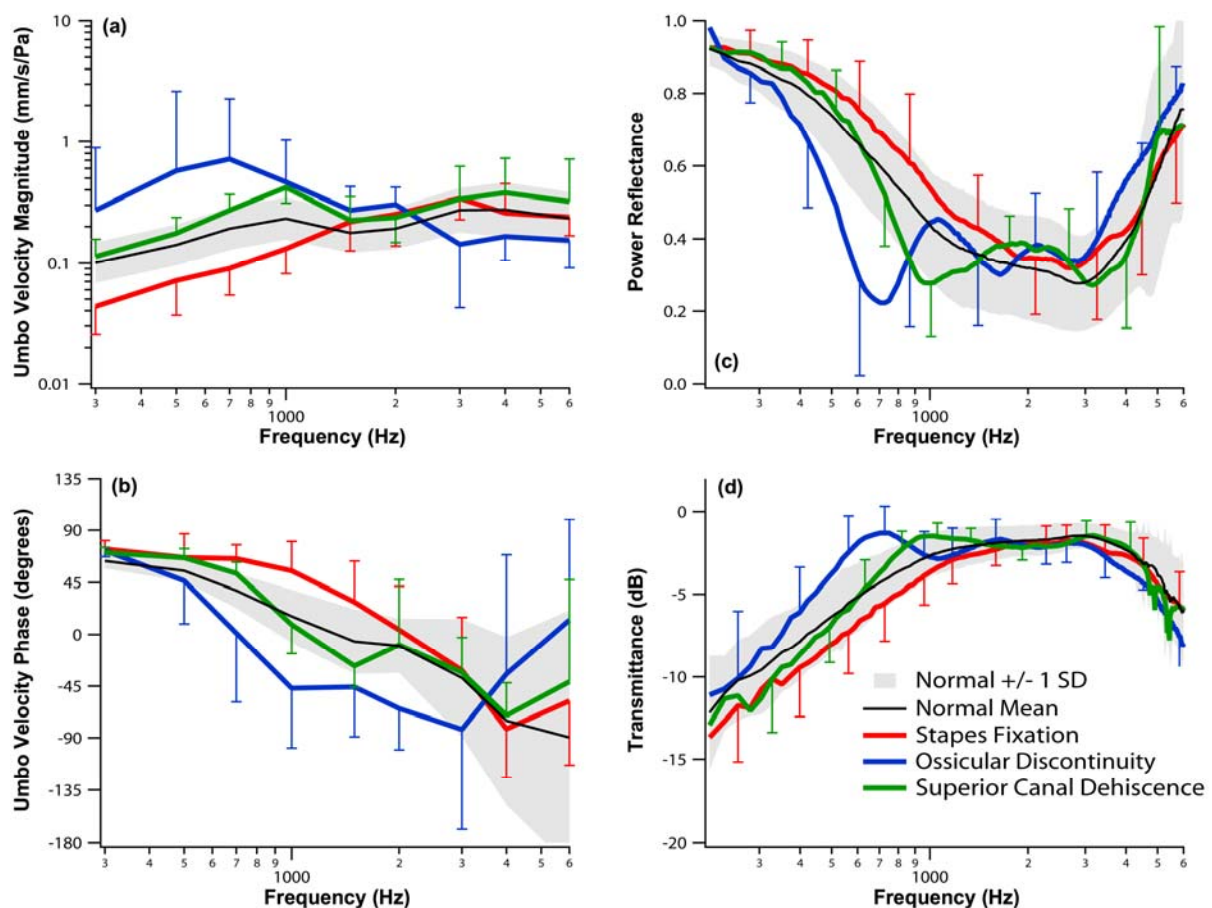 (a)
Umbo Velocity Magnitude (mm/s/Pa)
10
1
0.1
0.01
3 4 5 6 7 8 9 2 3 4 5 6
1000
Frequency (Hz)
(c)
Power Reflectance
1.0
0.8
0.6
0.4
0.2
0.0
3 4 5 6 7 8 9 2 3 4 5 6
1000
Frequency (Hz)
(b)
Umbo Velocity Phase (degrees)
135
90
45
0
-45
-90
-135
-180
3 4 5 6 7 8 9 2 3 4 5 6
1000
Frequency (Hz)
(d)
Transmittance (dB)
0
-5
-10
-15
-20
Normal +/- 1 SD
Normal Mean
Stapes Fixation
Ossicular Discontinuity
Superior Canal Dehiscence
3 4 5 6 7 8 9 2 3 4 5 6
1000
Frequency (Hz)